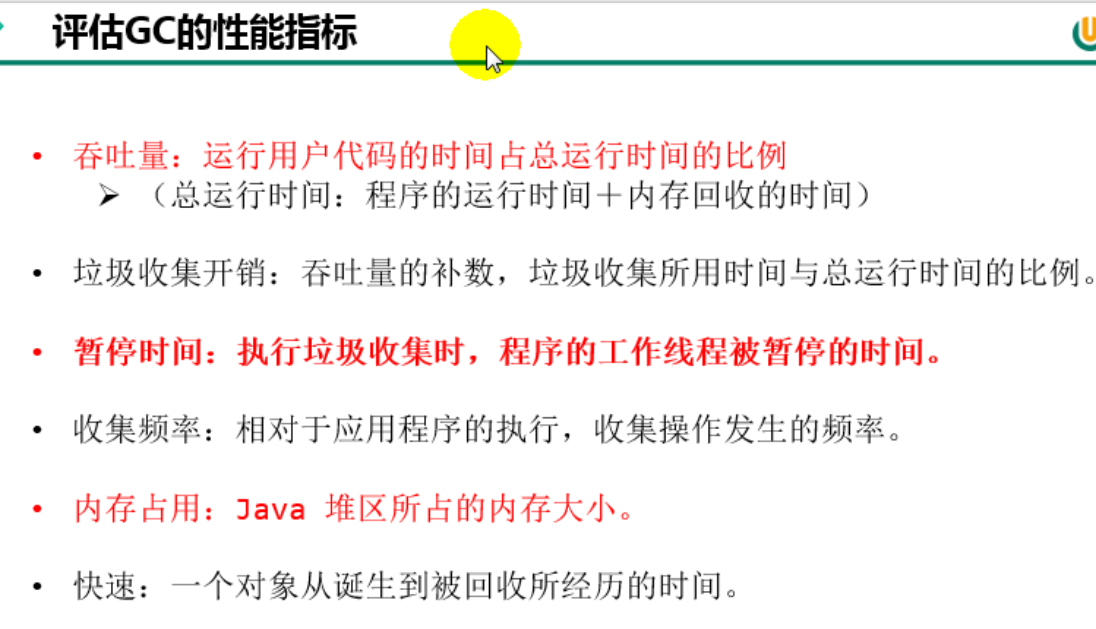 评估GC的性能指标
• 吞吐量：运行用户代码的时间占总运行时间的比例
➢ （总运行时间：程序的运行时间＋内存回收的时间）
• 垃圾收集开销：吞吐量的补数，垃圾收集所用时间与总运行时间的比例。
• 暂停时间：执行垃圾收集时，程序的工作线程被暂停的时间。
• 收集频率：相对于应用程序的执行，收集操作发生的频率。
• 内存占用：Java 堆区所占的内存大小。
• 快速：一个对象从诞生到被回收所经历的时间。